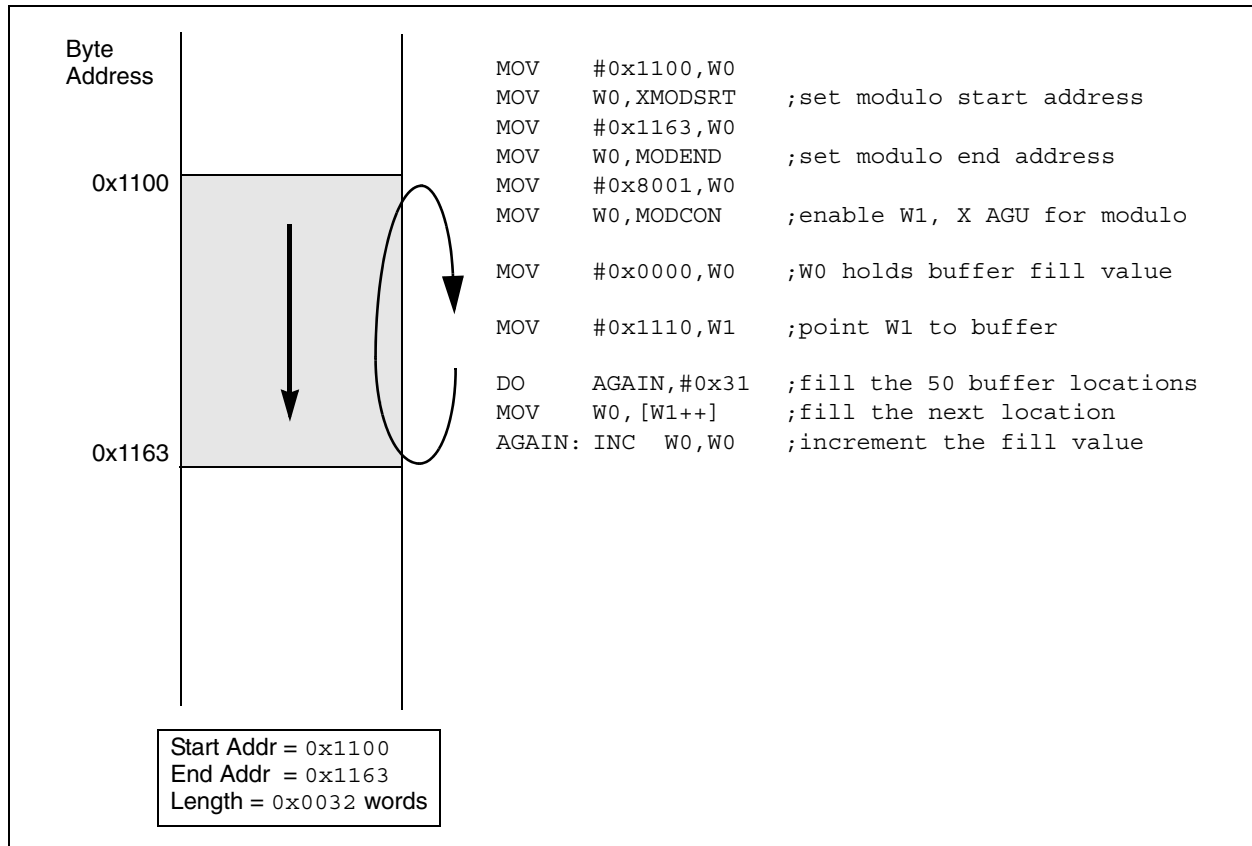 Byte
Address
0x1100
0x1163
MOV #0x1100,W0
MOV W0,XMODSRT ;set modulo start address
MOV #0x1163,W0
MOV W0,MODEND ;set modulo end address
MOV #0x8001,W0
MOV W0,MODCON ;enable W1, X AGU for modulo
MOV #0x0000,W0 ;W0 holds buffer fill value
MOV #0x1110,W1 ;point W1 to buffer
DO AGAIN,#0x31 ;fill the 50 buffer locations
MOV W0,[W1++] ;fill the next location
AGAIN: INC W0,W0 ;increment the fill value
Start Addr = 0x1100
End Addr = 0x1163
Length = 0x0032 words